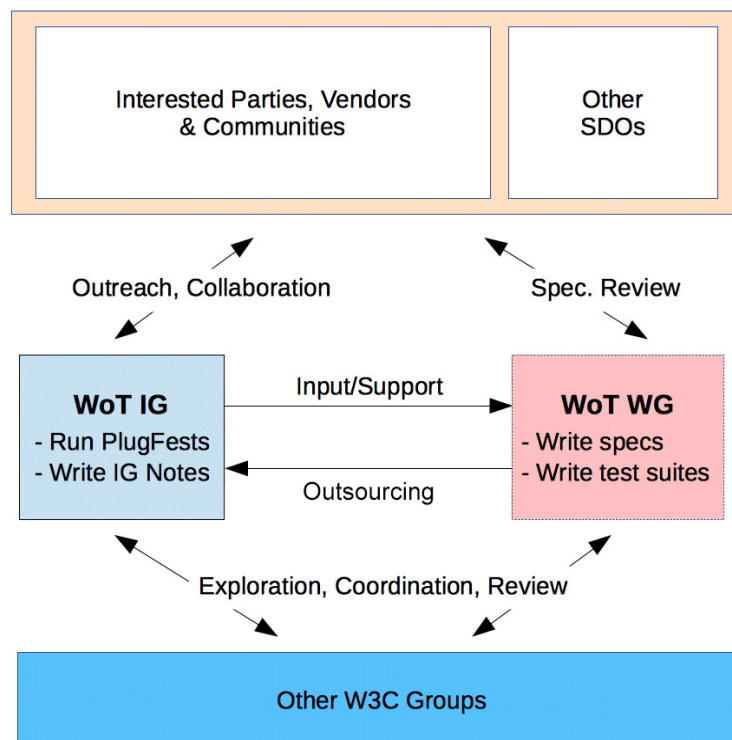 Interested Parties, Vendors
& Communities
Other
SDOs
Outreach, Collaboration
Spec. Review
WoT IG
- Run PlugFests
- Write IG Notes
Input/Support
Outsourcing
WoT WG
- Write specs
- Write test suites
Exploration, Coordination, Review
Other W3C Groups